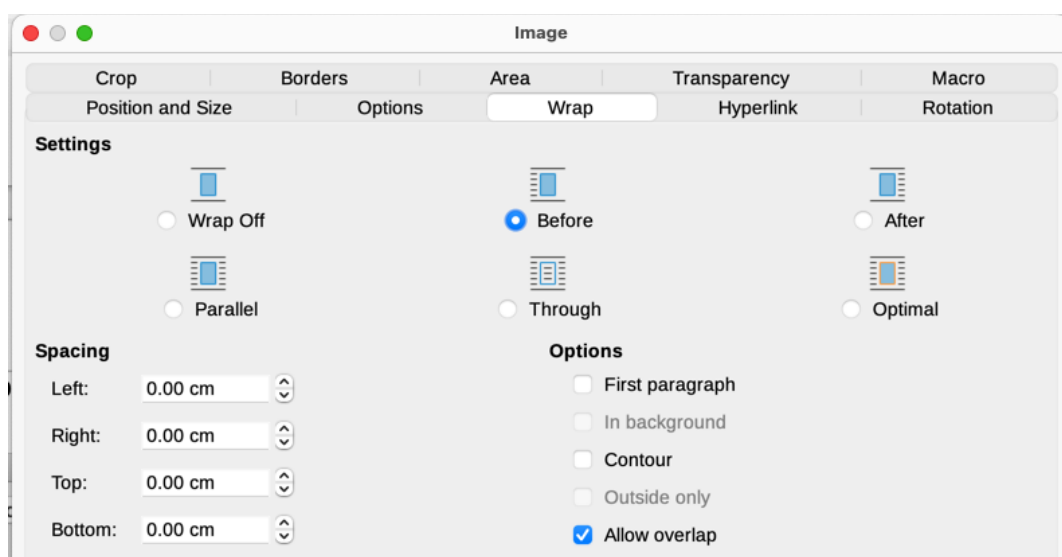 Image
Crop Borders Area Transparency Macro
Position and Size Options Wrap Hyperlink Rotation
Settings
Wrap Off Before After
Parallel Through Optimal
Spacing Options
Left: 0.00 cm First paragraph
In background
Right: 0.00 cm
Contour
Top: 0.00 cm
Outside only
Bottom: 0.00 cm Allow overlap